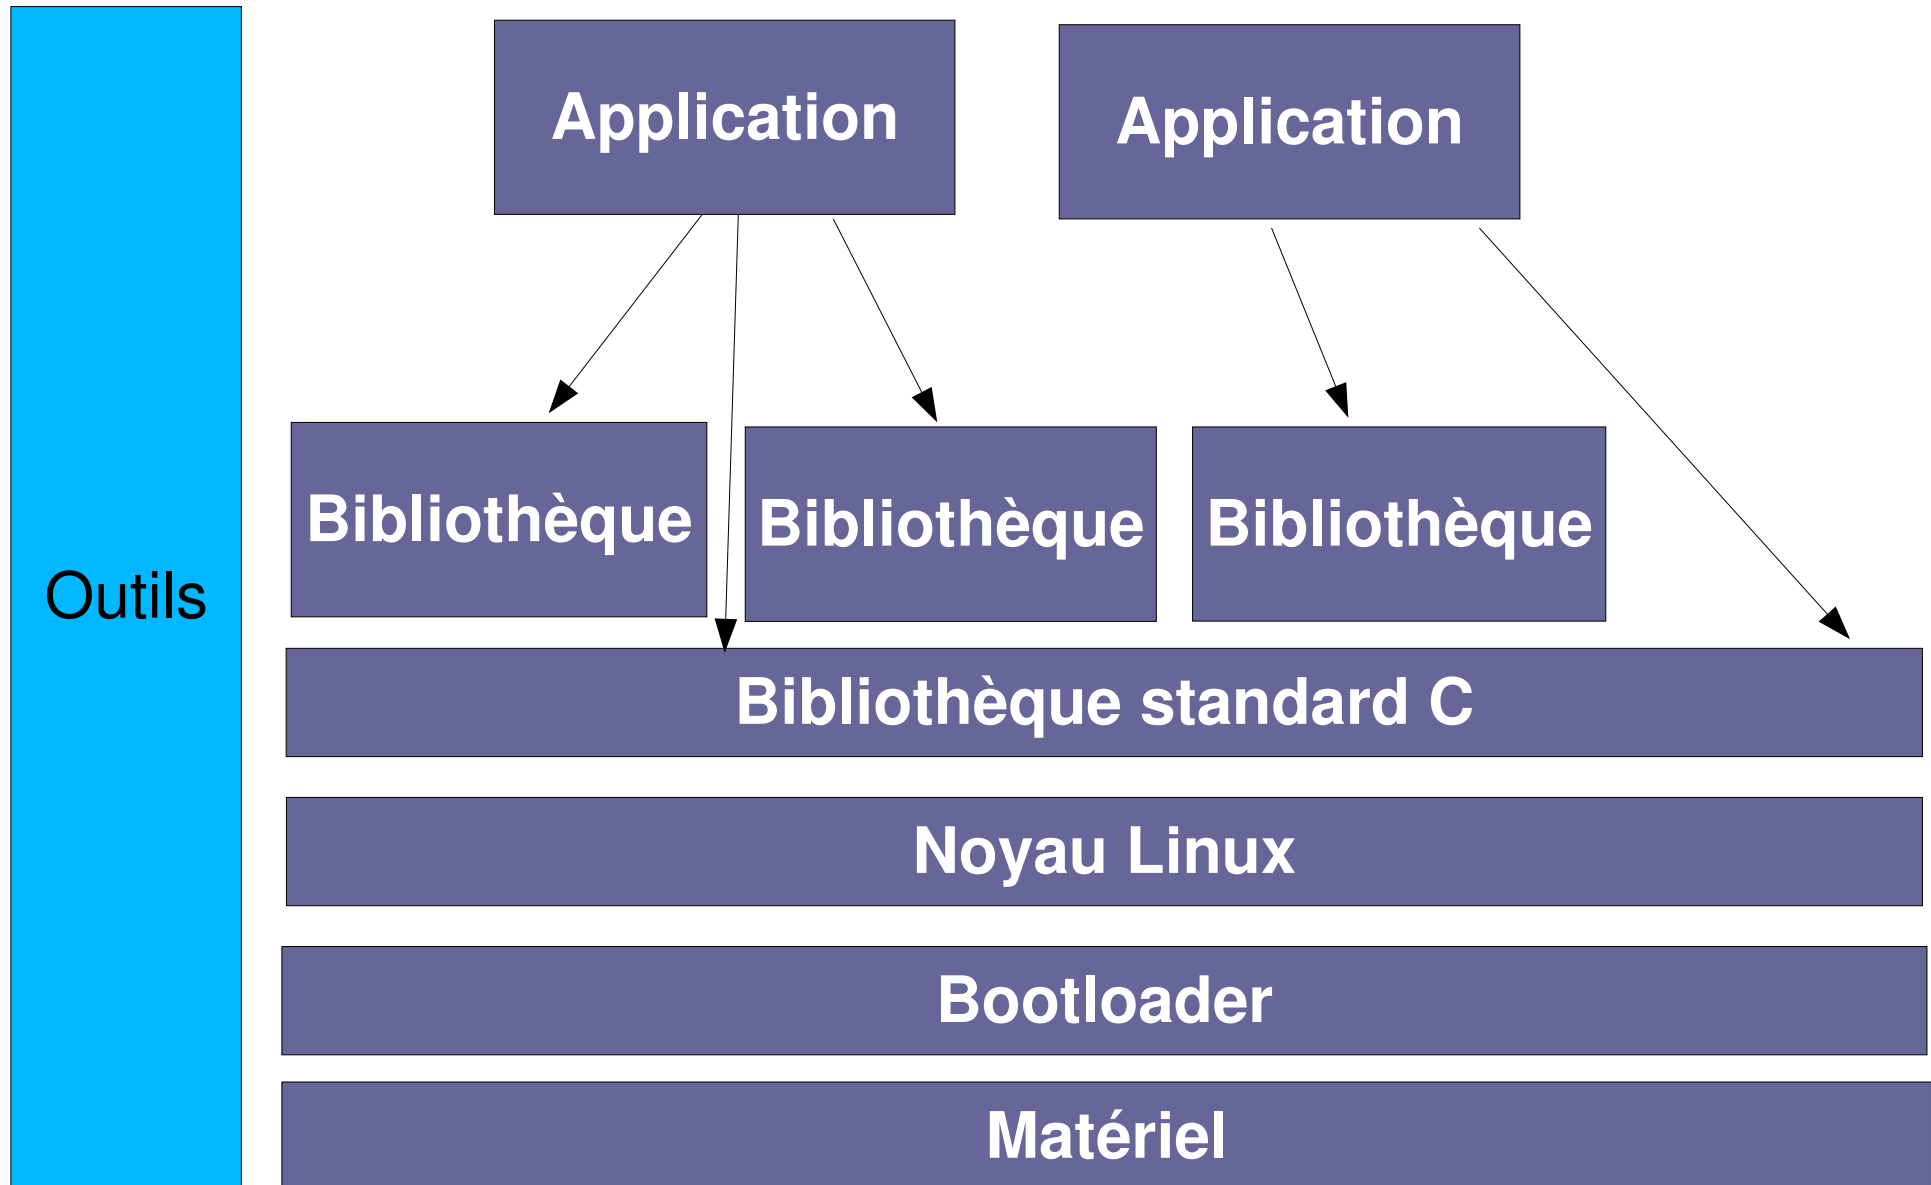 Application
Application
Bibliothèque
Bibliothèque
Bibliothèque
Outils
Bibliothèque standard C
Noyau Linux
Bootloader
Matériel